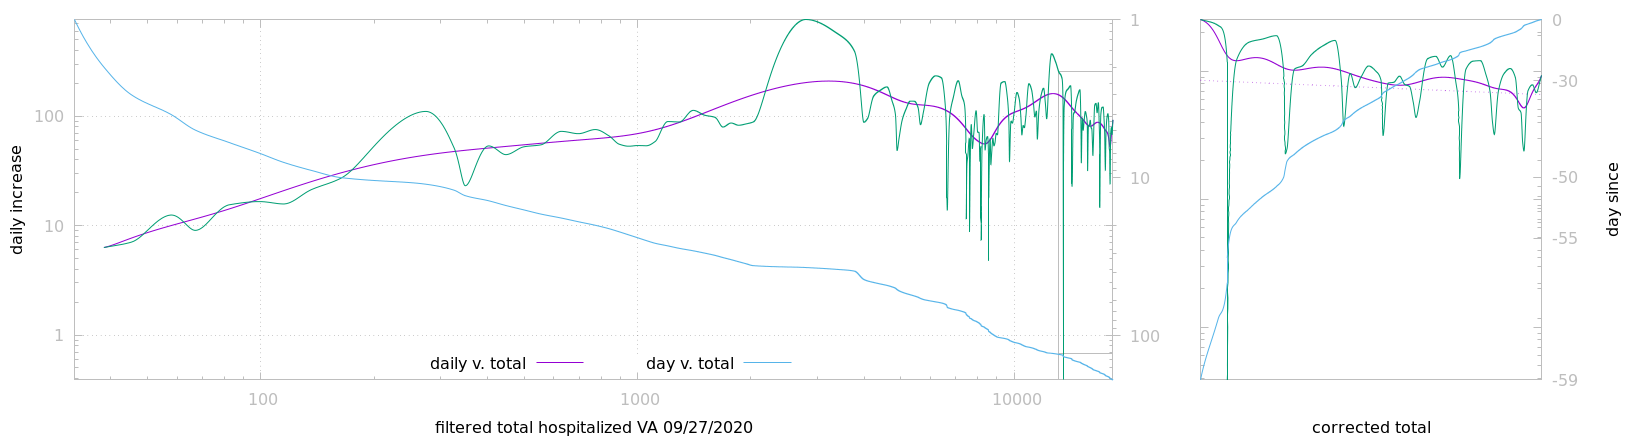 daily increase
100
10
1
daily v. total
day v. total
100
1000
10000
filtered total hospitalized VA 09/27/2020
1
10
100
0
-30
-50
-55
-59
day since
corrected total